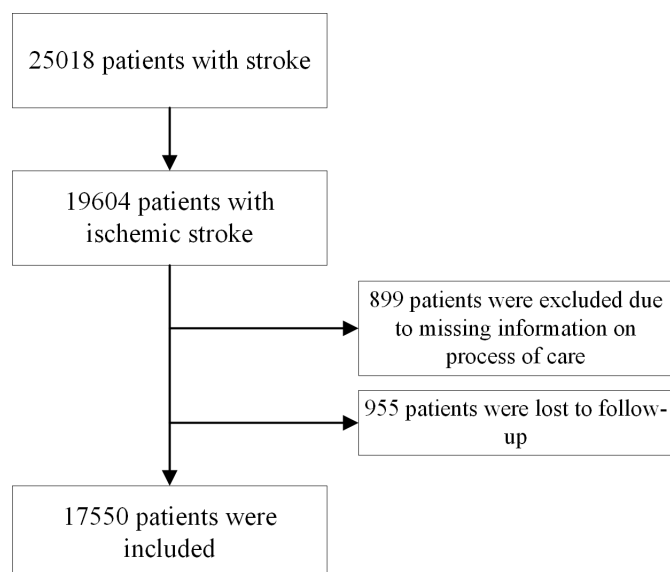 25018 patients with stroke
19604 patients with
ischemic stroke
899 patients were excluded due
to missing information on
process of care
955 patients were lost to follow-
up
17550 patients were
included